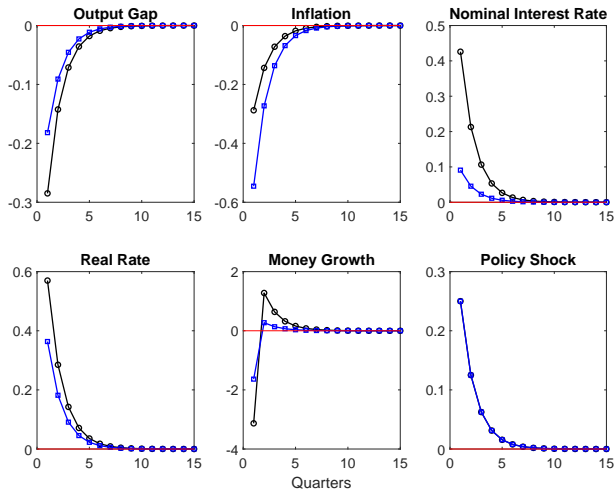 Output Gap Inflation Nominal Interest Rate
0 0 0.5
0.4
-0.1 -0.2 0.3
0.2
-0.2 -0.4
0.1
0
-0.3 -0.6
0 5 10 15 0 5 10 15 0 5 10 15
Real Rate Money Growth Policy Shock
0.6 2 0.3
0.4 0 0.2
0.2 -2 0.1
0 -4 0
0 5 10 15 0 5 10 15 0 5 10 15
Quarters